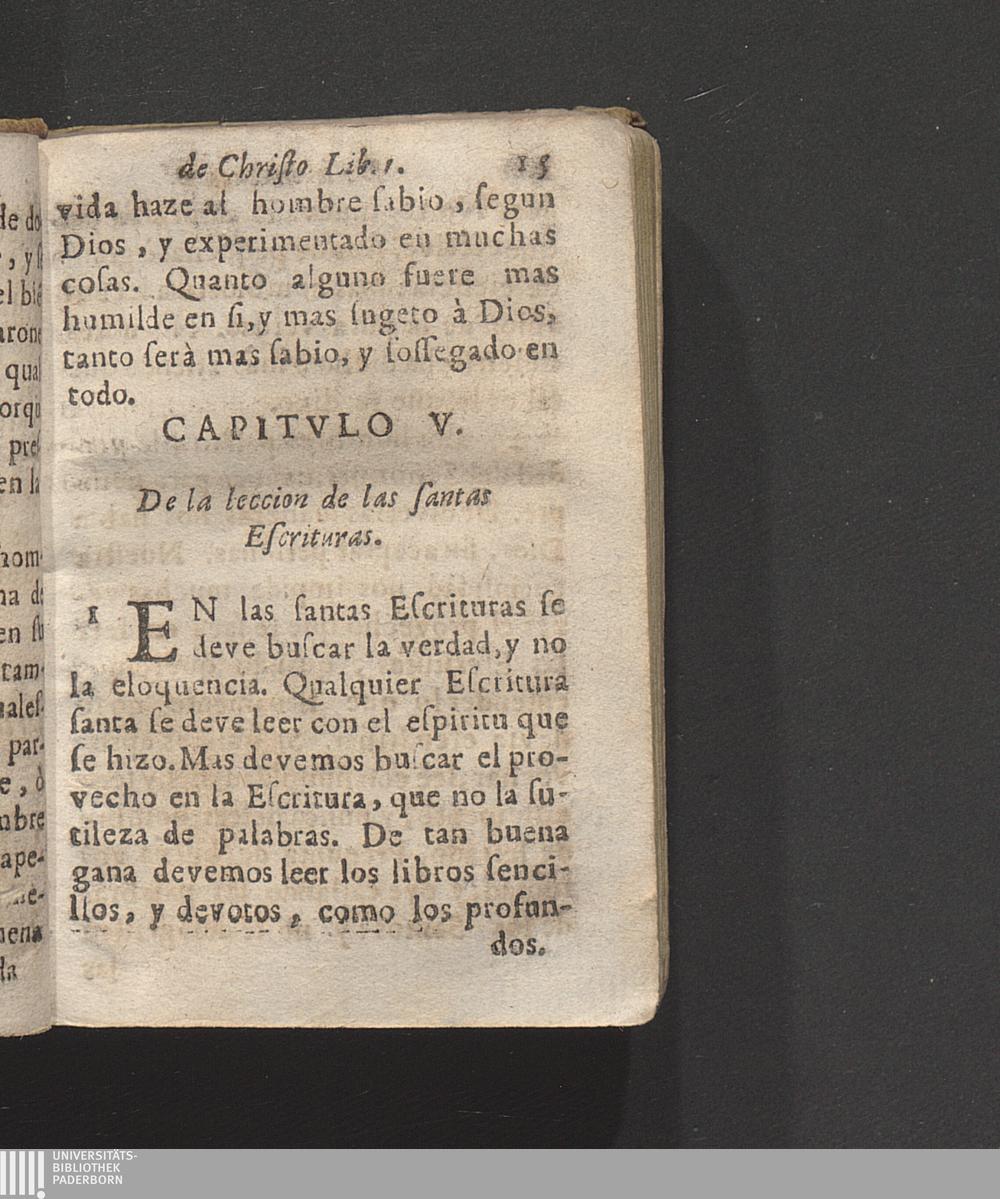 de Chriſto Lib. 1. 15
vida haze al hombre ſabio, ſegun
Dios, y experimentado en muchas
coſas. Quanto alguno fuere mas
humilde en ſi, y mas ſugeto à Dios,
tanto ſerà mas ſabio, y ſoſſegado en
todo.
CAPITVLO V.
De la leccion de las ſantas
Eſcrituras.
1 EN las ſantas Eſcrituras ſe
deve buſcar la verdad, y no
la eloquencia. Qualquier Eſcritura
ſanta ſe deve leer con el eſpiritu que
ſe hizo. Mas devemos buſcar el pro-
vecho en la Eſcritura, que no la ſu-
tileza de palabras. De tan buena
gana devemos leer los libros ſenci-
llos, y devotos, como los profun-
dos.
UNIVERSITÄTS-
BIBLIOTHEK
PADERBORN